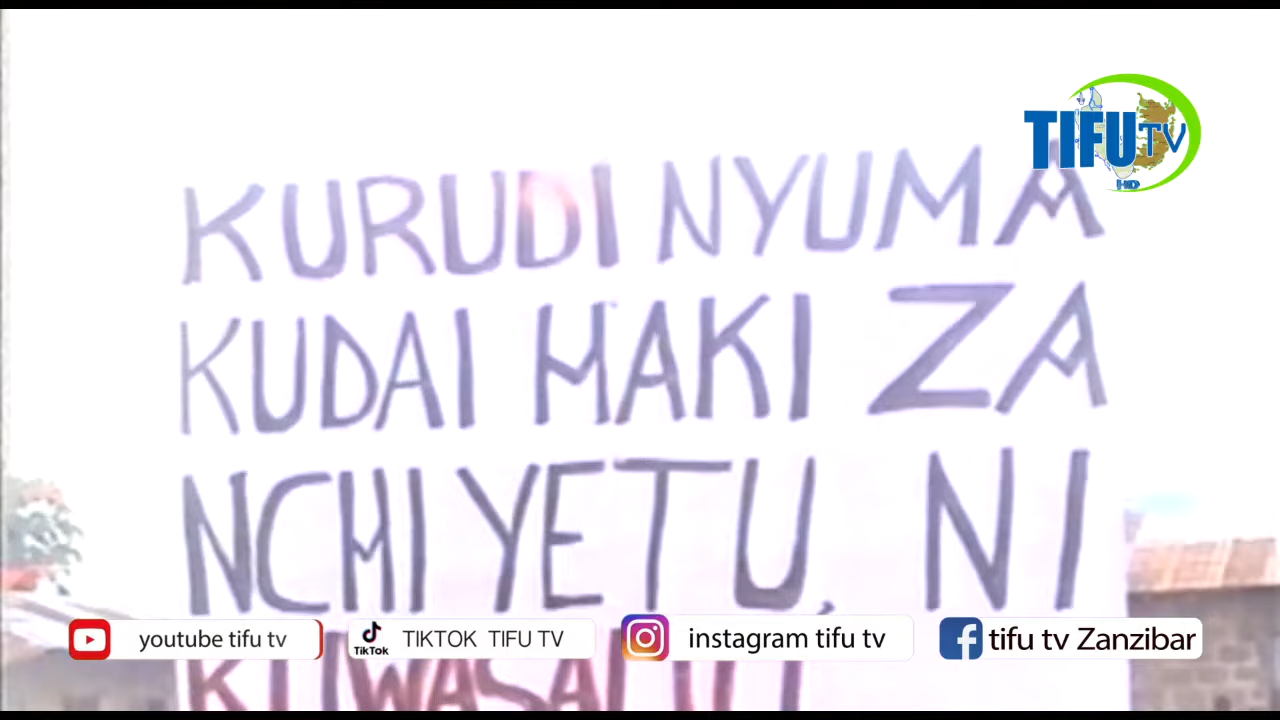 TIFU TV
HD
KURUDI NYUMA
KUDAI HAKI ZA
NCHI YETU, NI
youtube tifu tv
TikTok
TIKTOK TIFU TV
instagram tifu tv
tifu tv Zanzibar